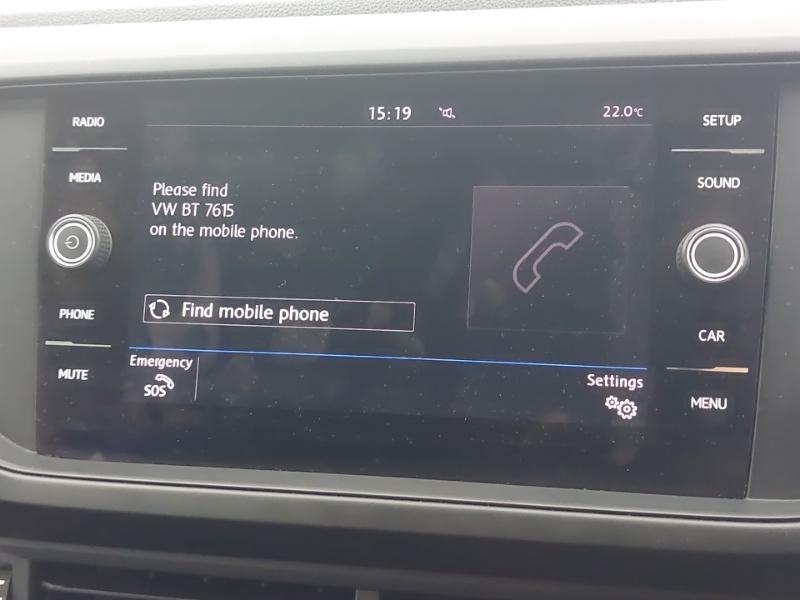 RADIO
MEDIA
PHONE
MUTE
15:19
22.0°C
Please find
VW BT 7615
on the mobile phone.
Find mobile phone
Emergency
SOS
Settings
SETUP
SOUND
CAR
MENU